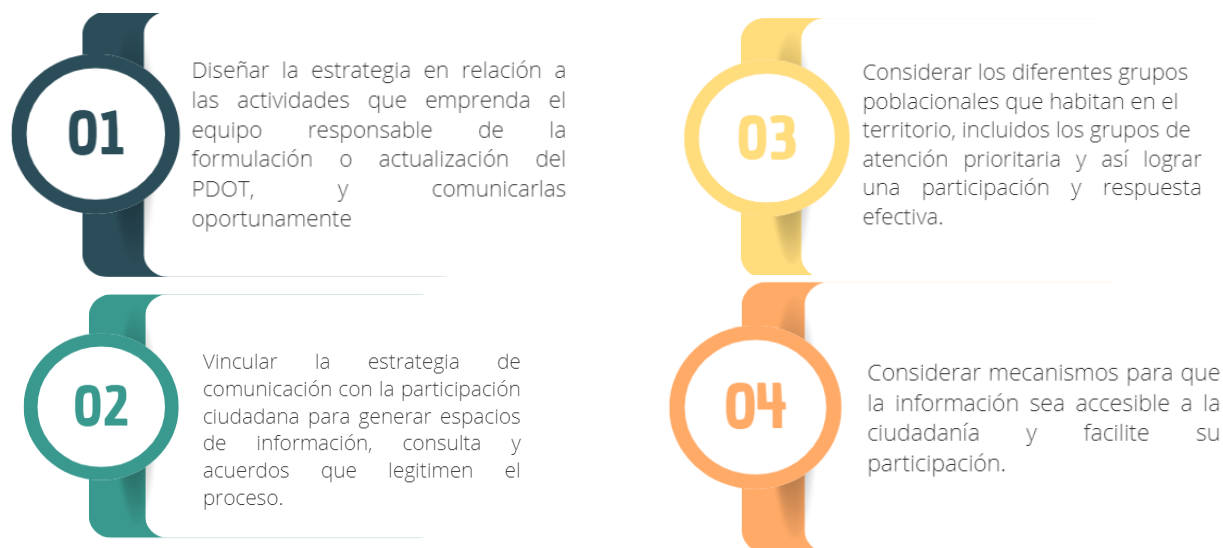 01
Diseñar la estrategia en relación a
las actividades que emprenda el
equipo responsable de la
formulación o actualización del
PDOT, y comunicarlas
oportunamente
02
Vincular la estrategia de
comunicación con la participación
ciudadana para generar espacios
de información, consulta y
acuerdos que legitimen el
proceso.
03
Considerar los diferentes grupos
poblacionales que habitan en el
territorio, incluidos los grupos de
atención prioritaria y así lograr
una participación y respuesta
efectiva.
04
Considerar mecanismos para que
la información sea accesible a la
ciudadanía y facilite su
participación.